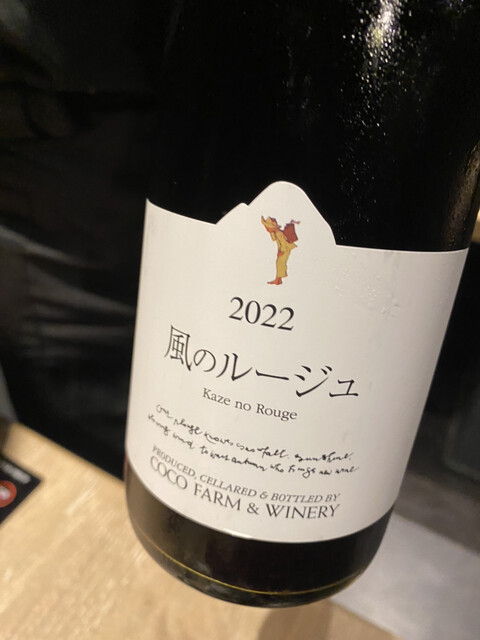 2022
風のルージュ
Kaze no Rouge
PRODUCED, CELLARED & BOTTLED BY
COCO FARM & WINERY